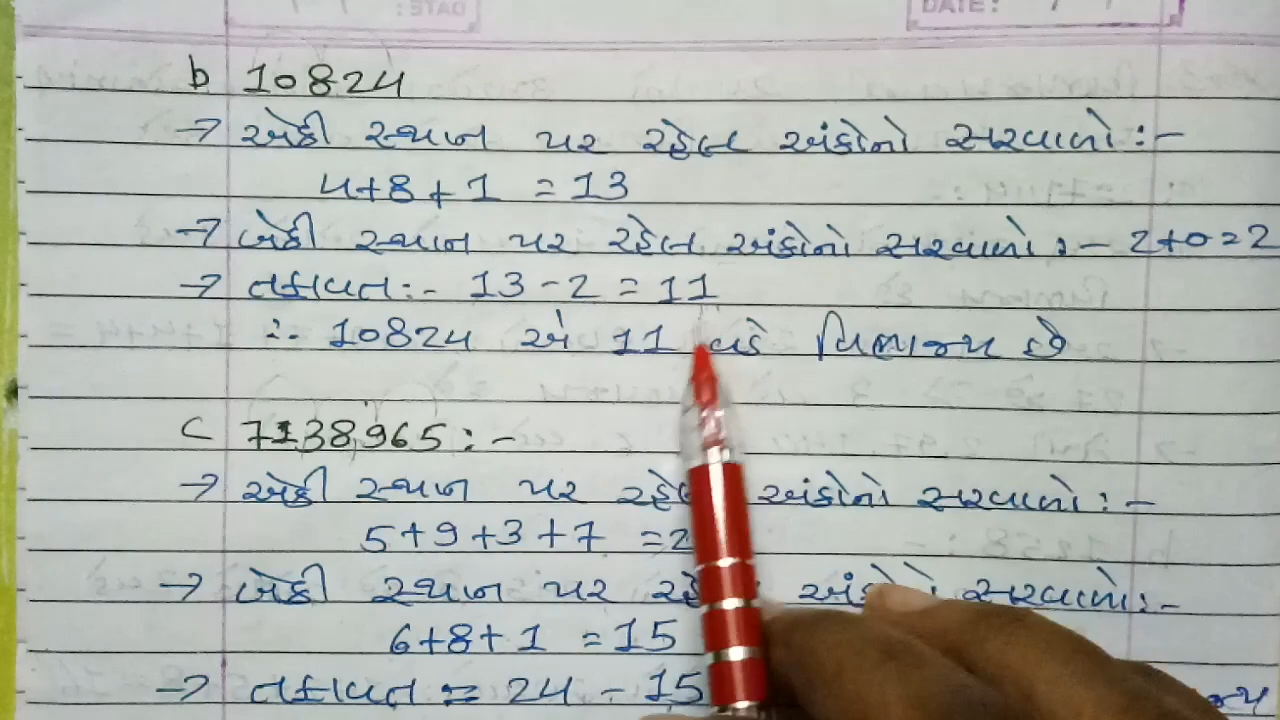 DATE:
b 10824
→ એકી સ્થાન પર રહેલ અંકોનો સરવાળો :-
4+8+1 = 13
→ બેકી સ્થાન પર રહેલ અંકોનો સરવાળો :- 2+0=2
→ તફાવત :- 13-2 = 11
∴ 10824 એ 11 વડે વિભાજ્ય છે
c 7138965 :-
→ એકી સ્થાન પર રહેલ અંકોનો સરવાળો :-
5+9+3+7 = 2
→ બેકી સ્થાન પર અંકોનો સરવાળો :-
6+8+1 = 15
→ તફાવત = 24 - 15